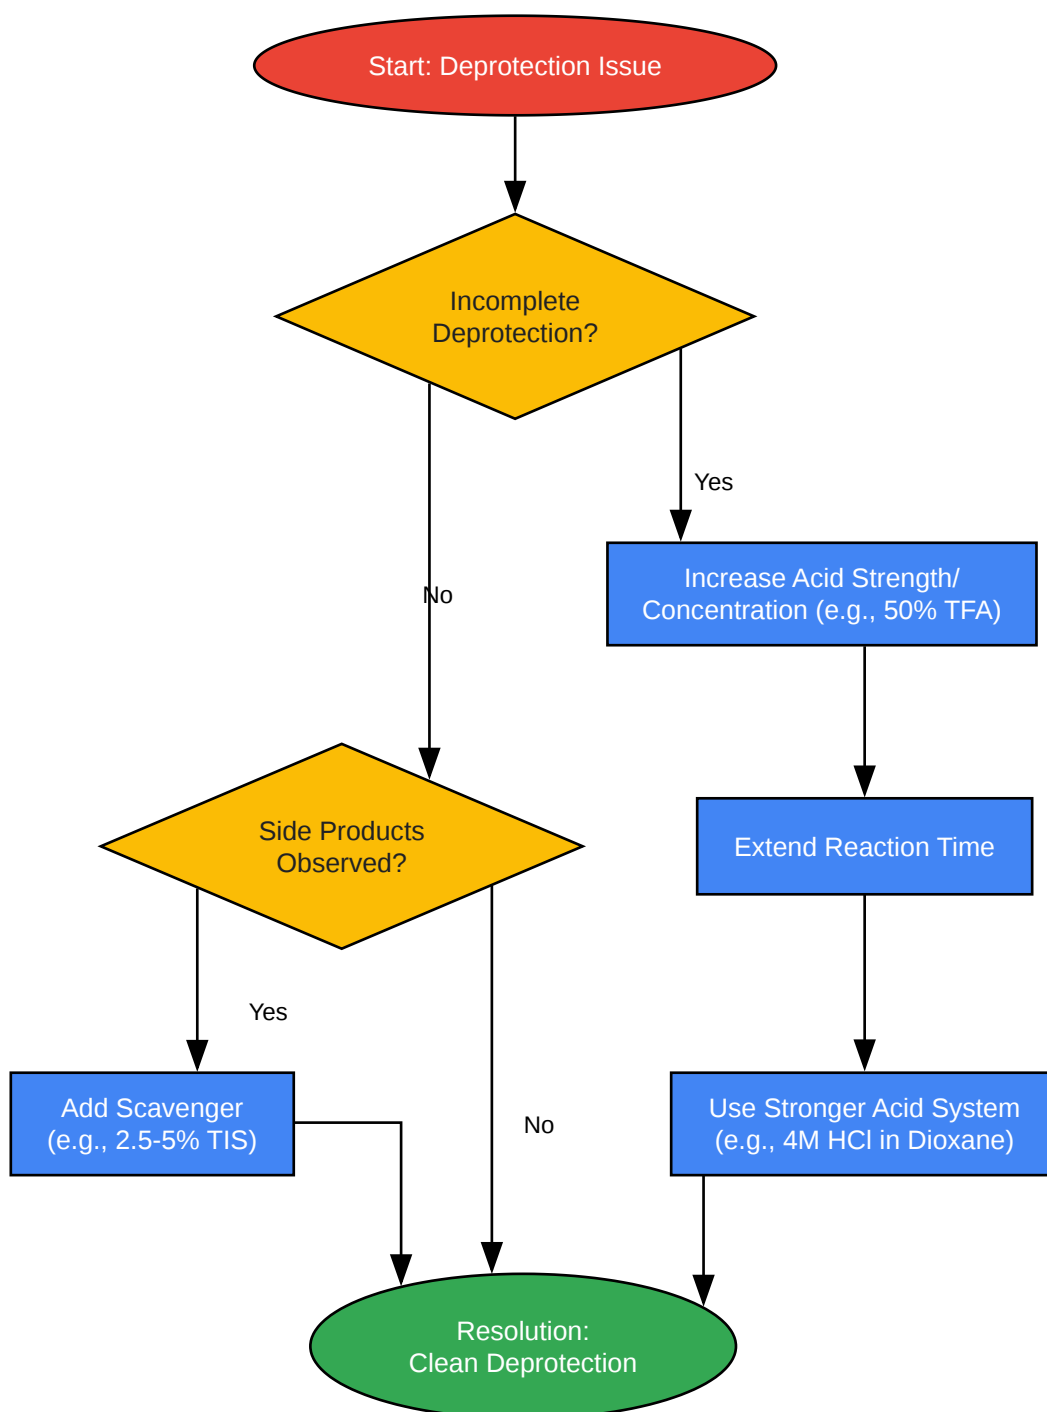 Start: Deprotection Issue
Incomplete
Deprotection?
Yes
Increase Acid Strength/
Concentration (e.g., 50% TFA)
No
Side Products
Observed?
Extend Reaction Time
Yes
Add Scavenger
(e.g., 2.5-5% TIS)
No
Use Stronger Acid System
(e.g., 4M HCl in Dioxane)
Resolution:
Clean Deprotection